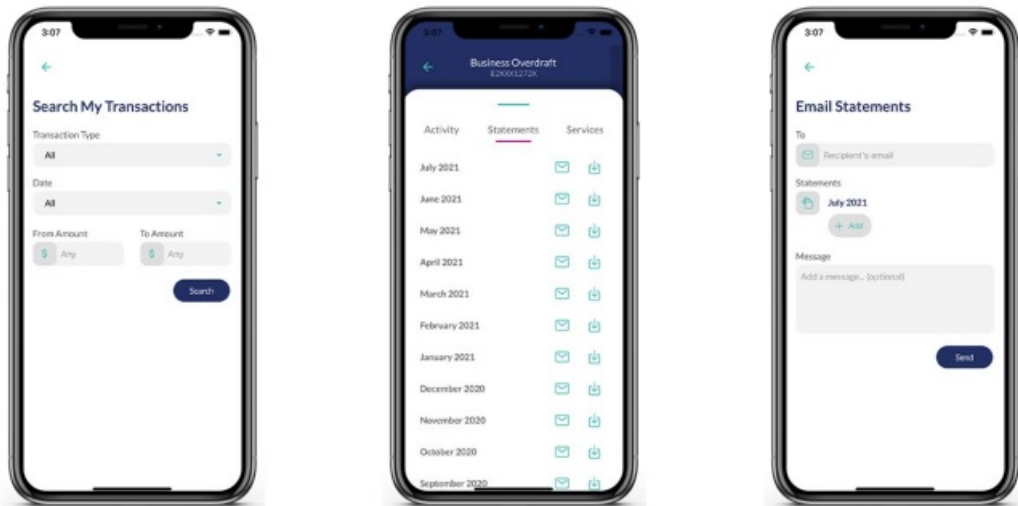 3:07
Search My Transactions
Transaction Type
All
Date
All
From Amount To Amount
$ Any $ Any
Search
3:07
Business Overdraft
Activity Statements Services
July 2021
June 2021
May 2021
April 2021
March 2021
February 2021
January 2021
December 2020
November 2020
October 2020
September 2020
3:07
Email Statements
To
Recipient's email
Statements
July 2021
+ Add
Message
Add a message... (optional)
Send